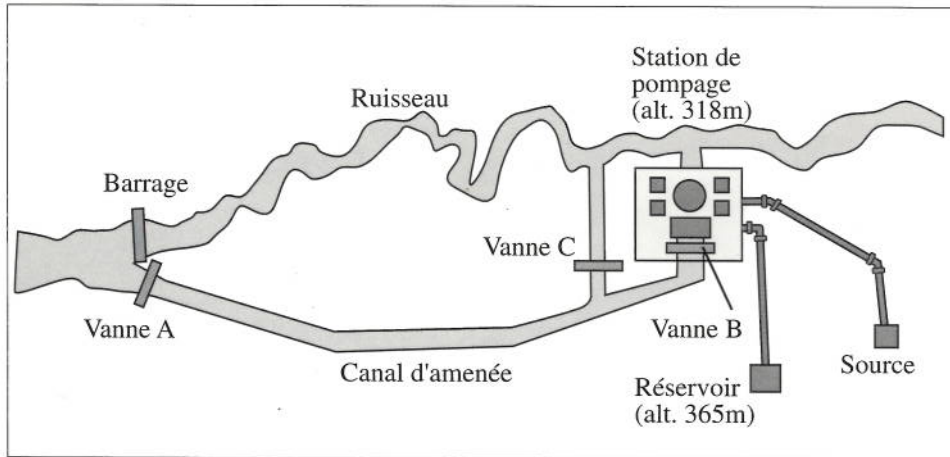 Station de
pompage
(alt. 318m)
Ruisseau
Barrage
Vanne C
Vanne A
Vanne B
Source
Canal d'amenée
Réservoir
(alt. 365m)